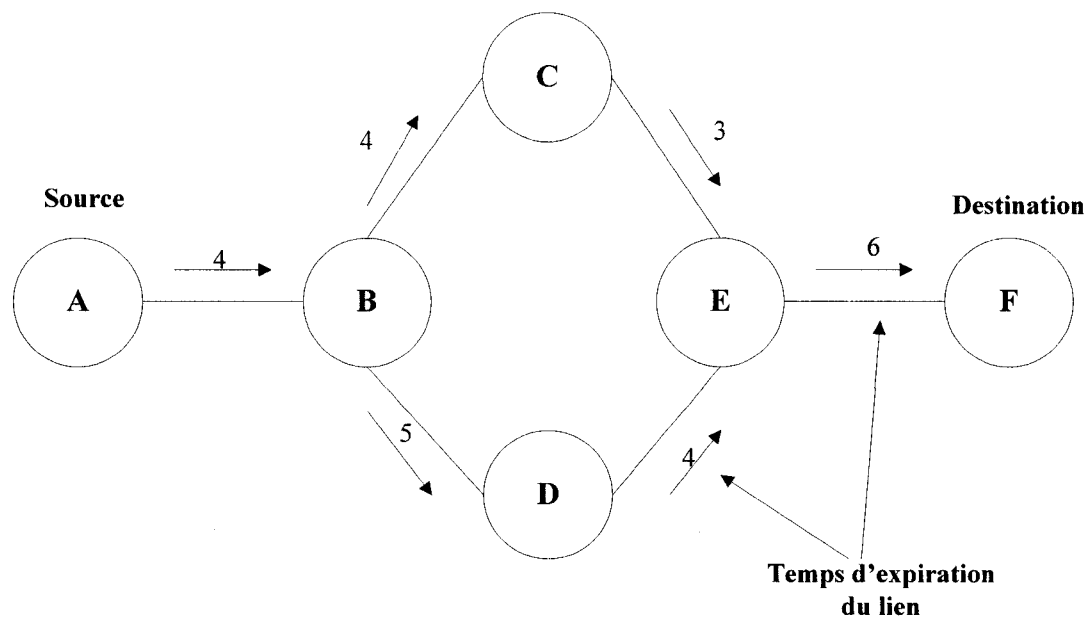 C
4
3
Source
Destination
4
6
A
B
E
F
5
4
D
Temps d'expiration
du lien